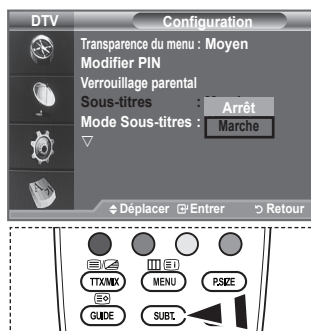 DTV Configuration
Transparence du menu : Moyen
Modifier PIN
Verrouillage parental
Sous-titres :
Arrêt
Mode Sous-titres :
Marche
Déplacer Entrer Retour
TTX/MIX MENU P.SIZE
GUIDE SUBT.